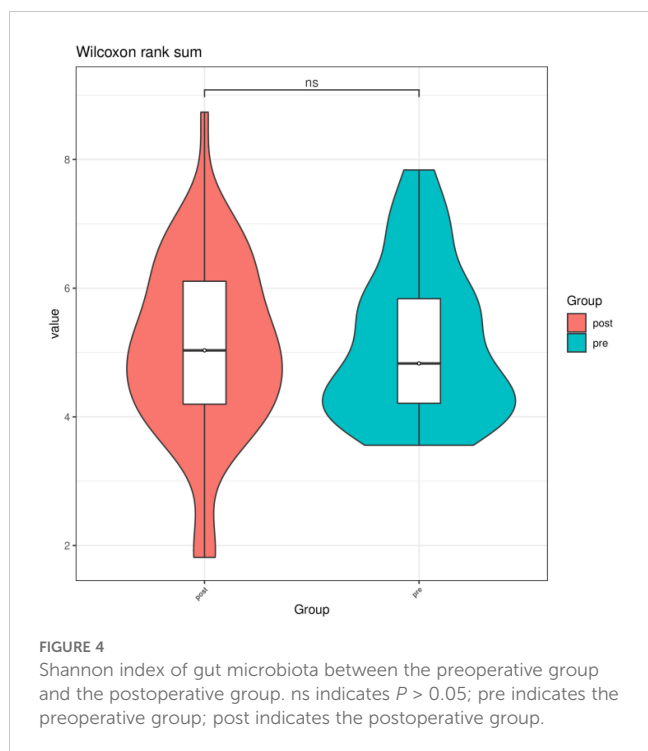 Wilcoxon rank sum
ns
8
6
4
2
value
post
pre
Group
Group
post
pre
FIGURE 4
Shannon index of gut microbiota between the preoperative group
and the postoperative group. ns indicates P > 0.05; pre indicates the
preoperative group; post indicates the postoperative group.